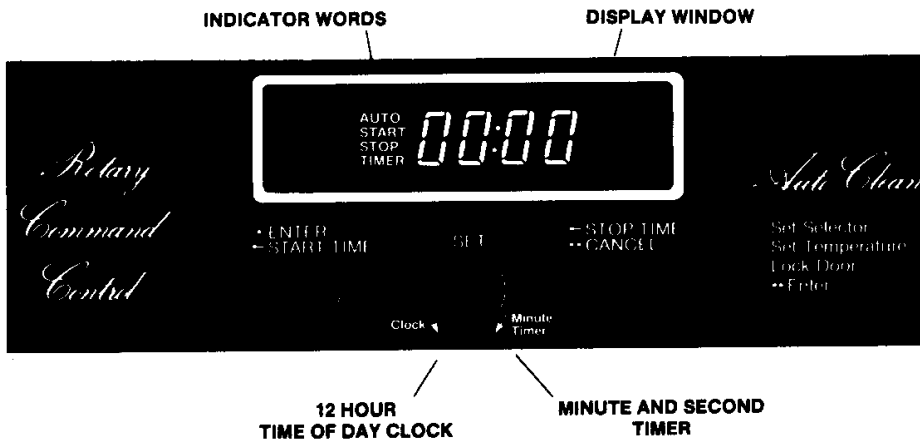 INDICATOR WORDS
DISPLAY WINDOW
AUTO
START
STOP
TIMER
00:00
Rotary
Command
Control
• ENTER
←START TIME
SET
←STOP TIME
•• CANCEL
Auto Clean
Set Selector
Set Temperature
Lock Door
••Enter
Clock
Minute
Timer
12 HOUR
TIME OF DAY CLOCK
MINUTE AND SECOND
TIMER